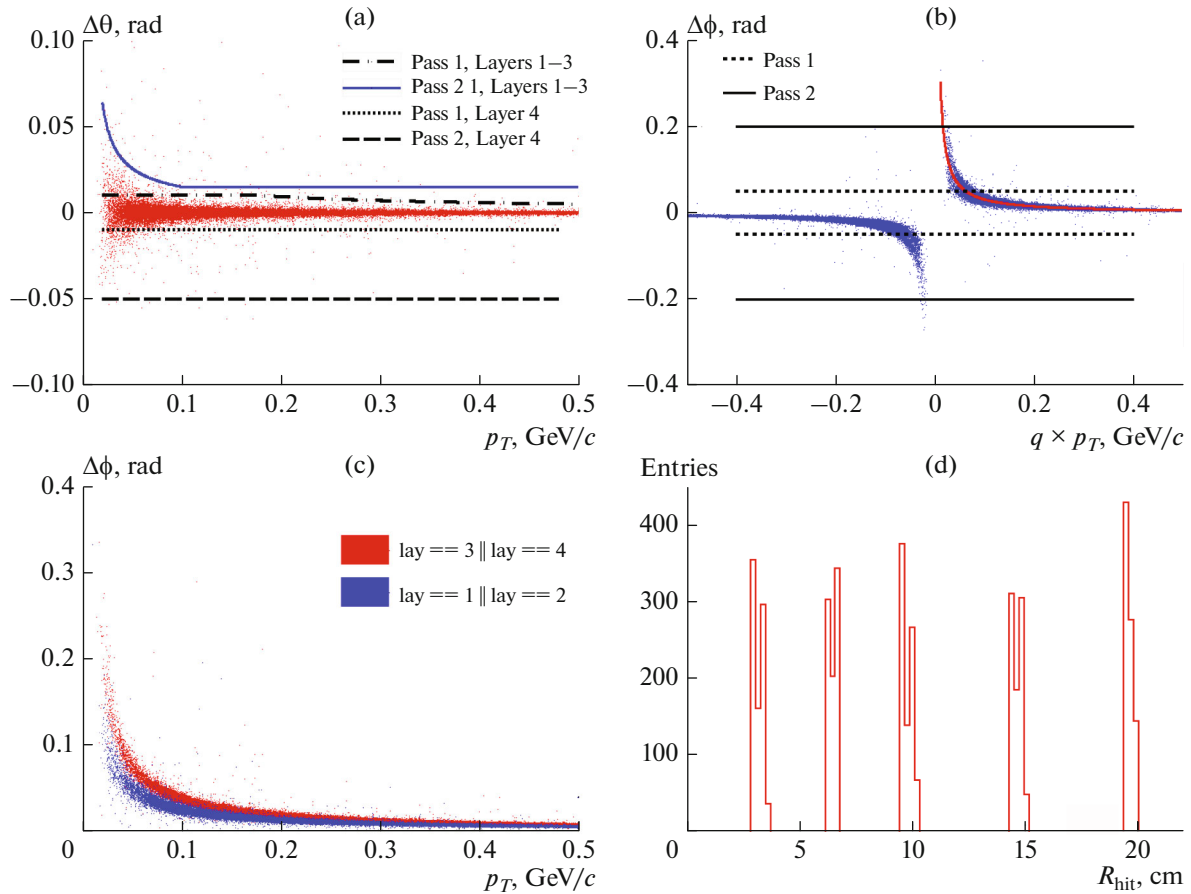 Δθ, rad
(a)
0.10
0.05
0
−0.05
−0.10
Pass 1, Layers 1–3
Pass 2 1, Layers 1–3
Pass 1, Layer 4
Pass 2, Layer 4
0 0.1 0.2 0.3 0.4 0.5
p_T, GeV/c
Δϕ, rad
(b)
0.4
0.2
0
−0.2
−0.4
Pass 1
Pass 2
−0.4 −0.2 0 0.2 0.4
q × p_T, GeV/c
Δϕ, rad
(c)
0.4
0.3
0.2
0.1
lay == 3 || lay == 4
lay == 1 || lay == 2
0 0.1 0.2 0.3 0.4 0.5
p_T, GeV/c
Entries
(d)
400
300
200
100
0 5 10 15 20
R_hit, cm